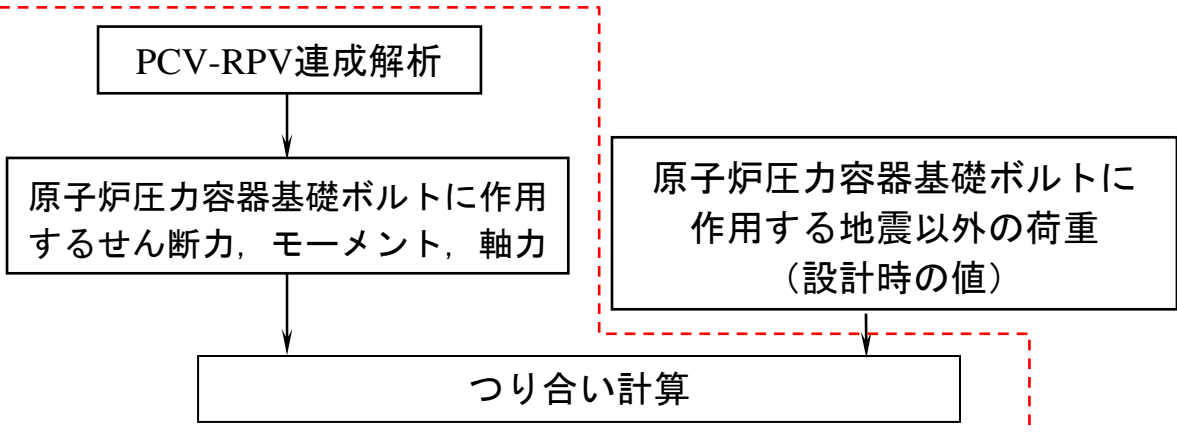 PCV-RPV連成解析
原子炉圧力容器基礎ボルトに作用
するせん断力，モーメント，軸力
原子炉圧力容器基礎ボルトに
作用する地震以外の荷重
（設計時の値）
つり合い計算